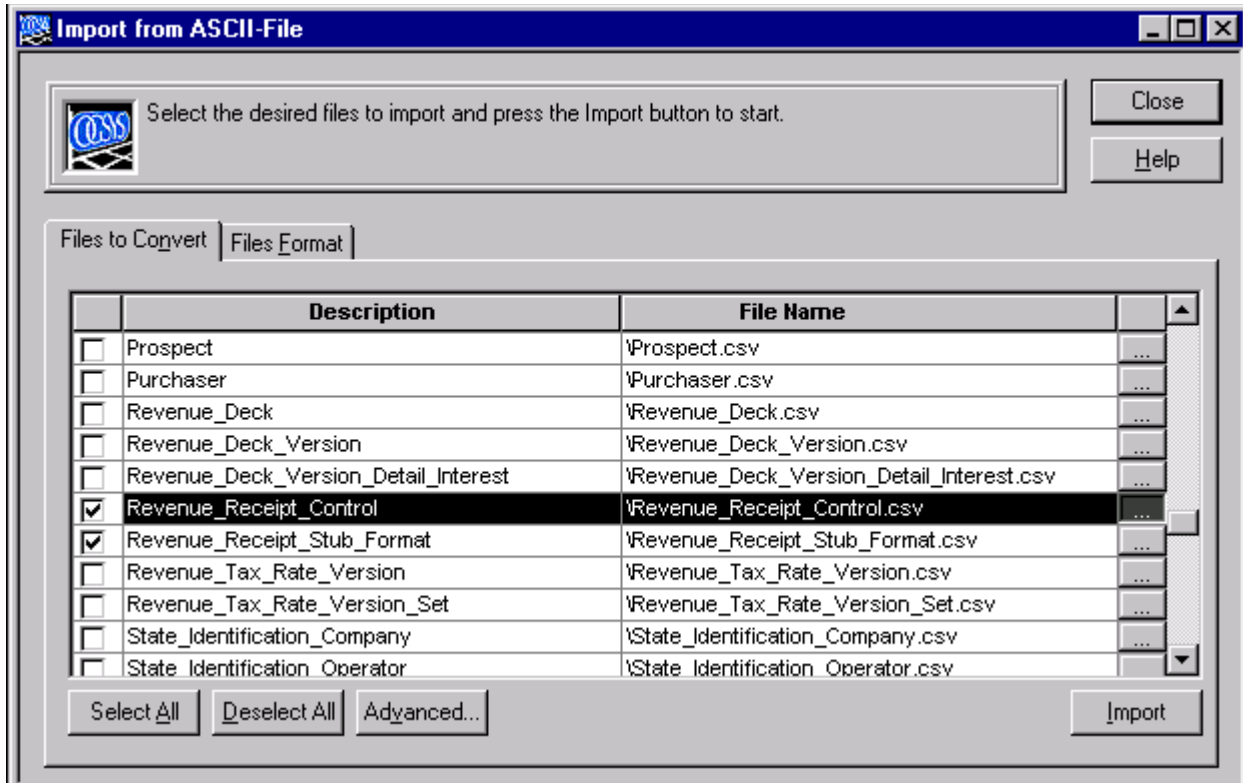 Import from ASCII-File
OGSYS
Select the desired files to import and press the Import button to start.
Close
Help
Files to Convert Files Format
Description File Name
Prospect \Prospect.csv ...
Purchaser \Purchaser.csv ...
Revenue_Deck \Revenue_Deck.csv ...
Revenue_Deck_Version \Revenue_Deck_Version.csv ...
Revenue_Deck_Version_Detail_Interest \Revenue_Deck_Version_Detail_Interest.csv ...
Revenue_Receipt_Control \Revenue_Receipt_Control.csv ...
Revenue_Receipt_Stub_Format \Revenue_Receipt_Stub_Format.csv ...
Revenue_Tax_Rate_Version \Revenue_Tax_Rate_Version.csv ...
Revenue_Tax_Rate_Version_Set \Revenue_Tax_Rate_Version_Set.csv ...
State_Identification_Company \State_Identification_Company.csv ...
State_Identification_Operator \State_Identification_Operator.csv
Select All Deselect All Advanced... Import